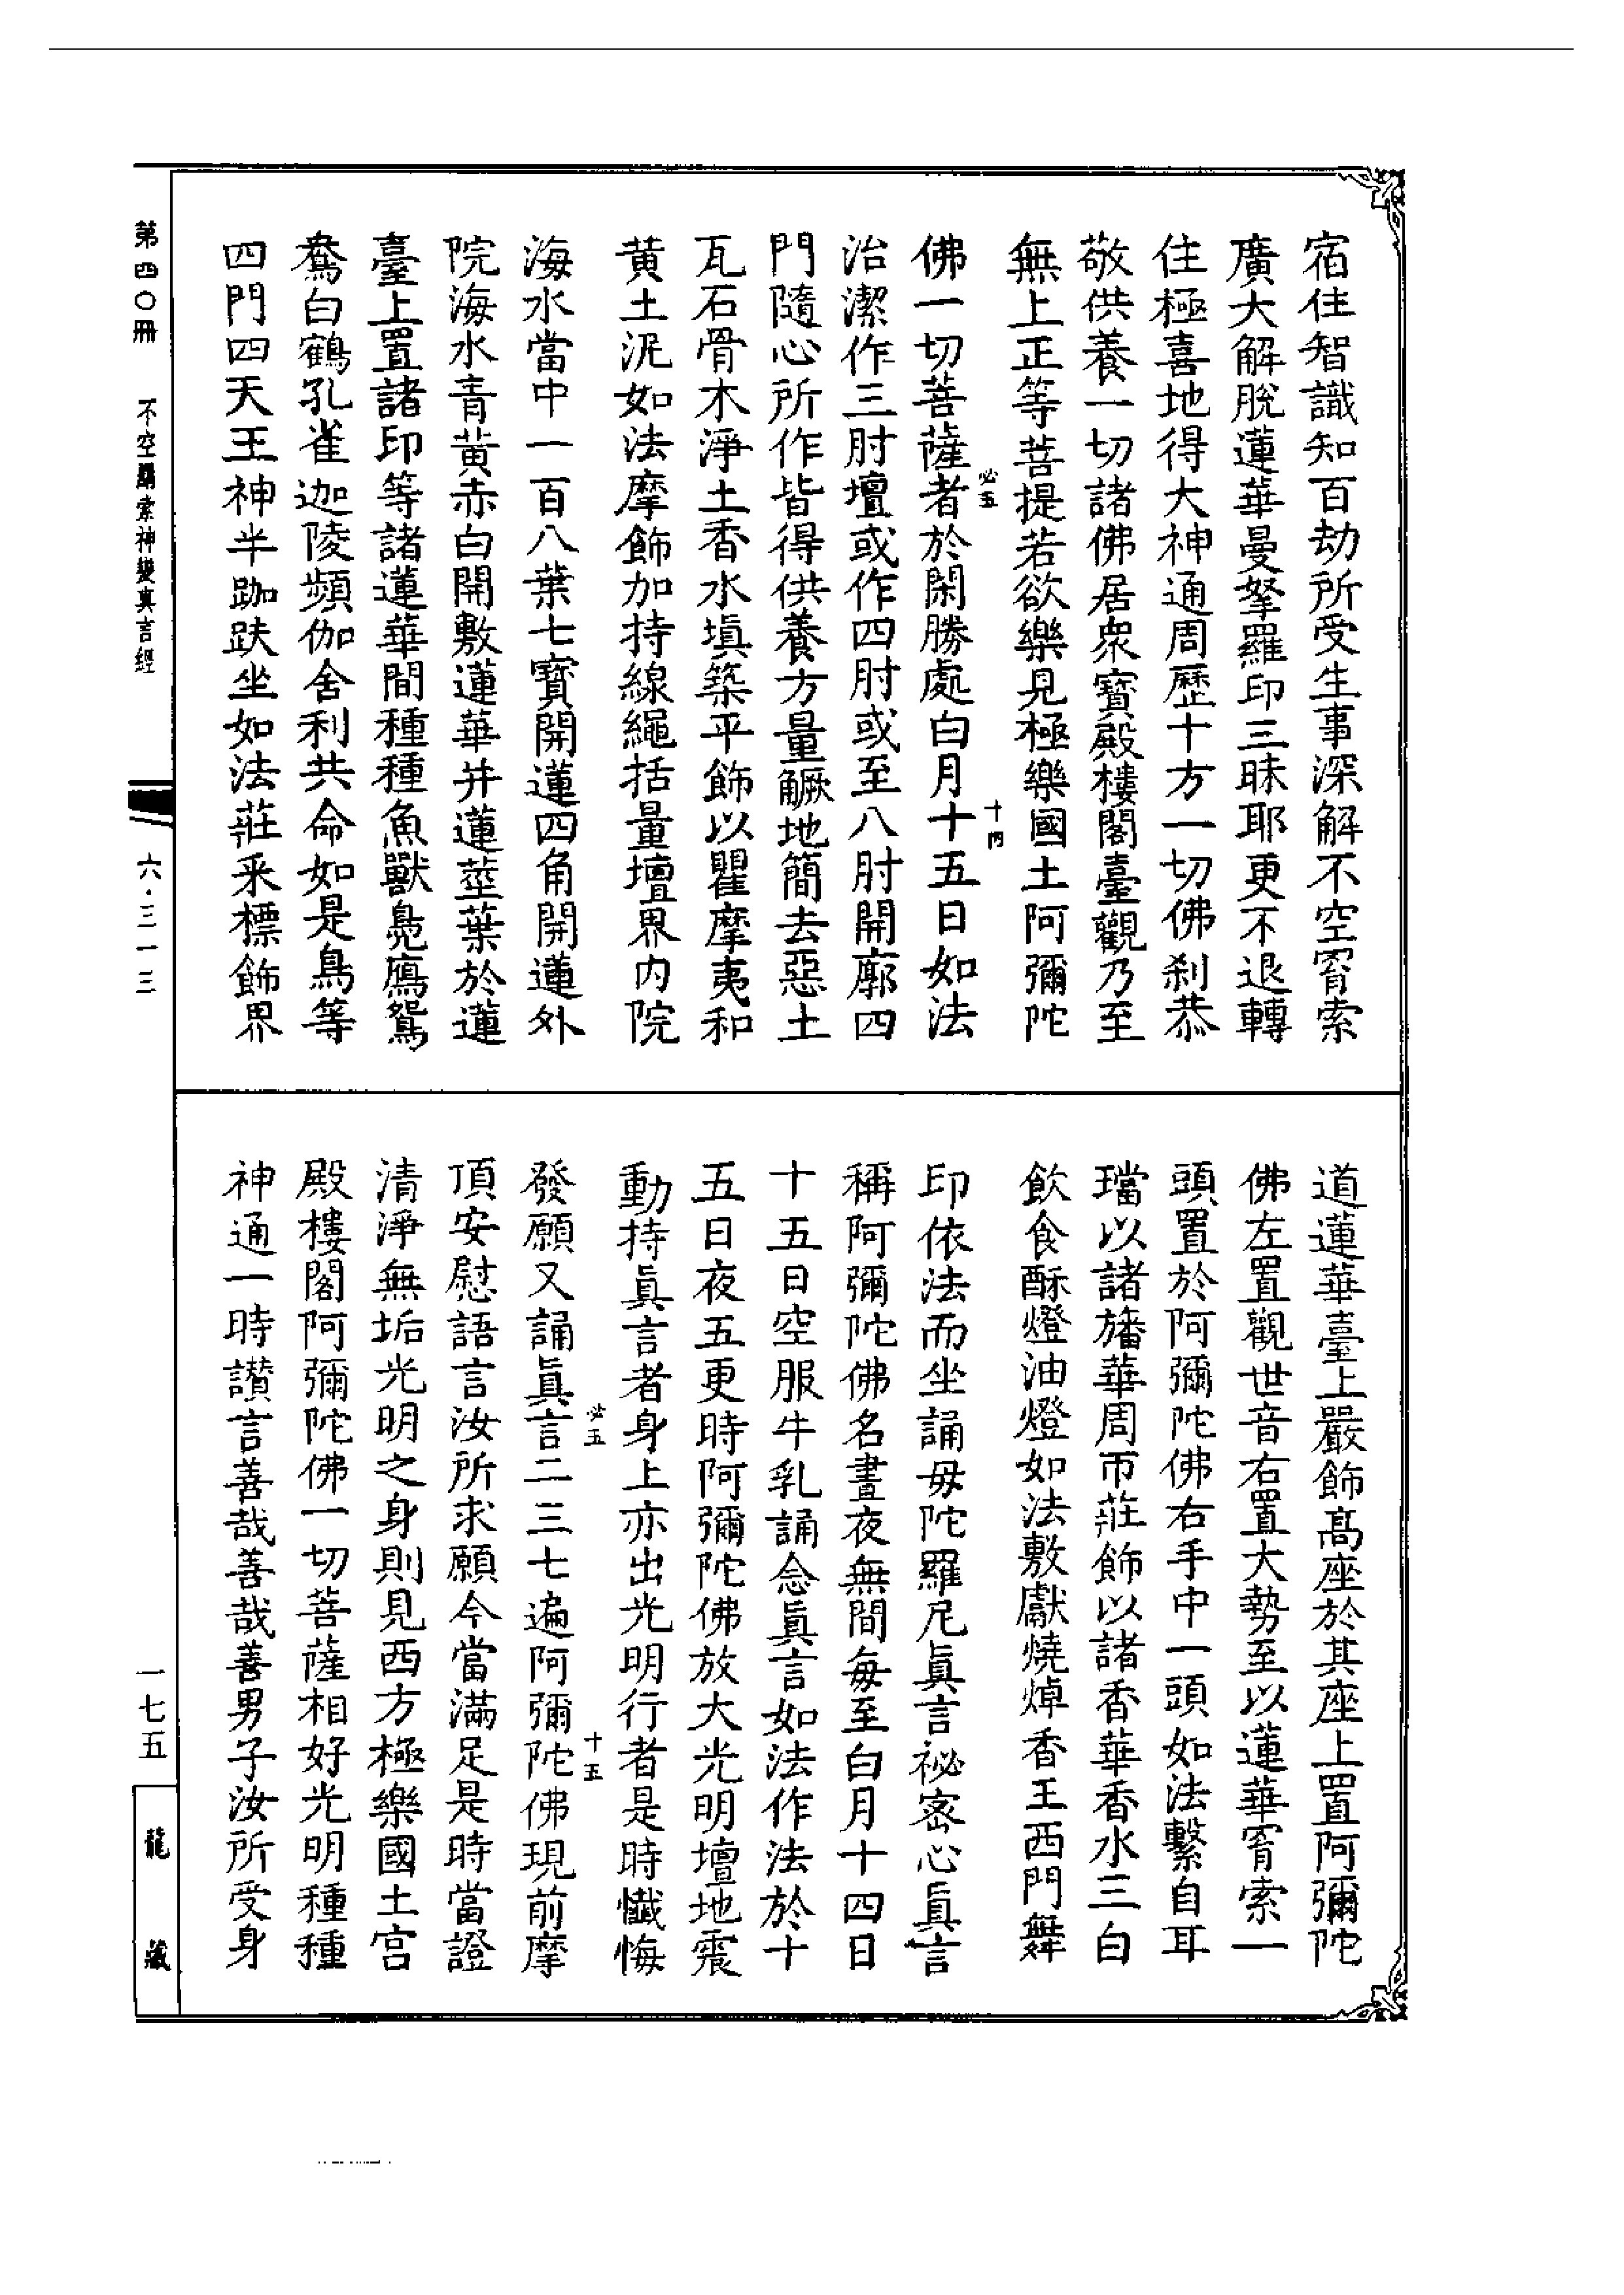 宿住智識知百劫所受生事深解不空罥索
廣大解脫蓮華曼拏羅印三昧耶更不退轉
住極喜地得大神通周歷十方一切佛刹恭
敬供養一切諸佛居衆寶殿樓閣臺觀乃至
無上正等菩提若欲樂見極樂國土阿彌陀
必五
十四
佛一切菩薩者於閑勝處白月十五日如法
治潔作三肘壇或作四肘或至八肘開廓四
門隨心所作皆得供養方量劚地簡去惡土
瓦石骨木淨土香水塡築平飾以瞿摩夷和
黄土泥如法摩飾加持線繩括量壇界内院
海水當中一百八葉七寶開蓮四角開蓮外
院海水青黄赤白開敷蓮華并蓮莖葉於蓮
臺上置諸印等諸蓮華間種種魚獸鳧鴈鴛
鴦白鶴孔雀迦陵頻伽舍利共命如是鳥等
四門四天王神半跏趺坐如法莊釆標飾界
道蓮華臺上嚴飾髙座於其座上置阿彌陀
佛左置觀世音右置大勢至以蓮華罥索一
頭置於阿彌陀佛右手中一頭如法繫自耳
璫以諸旛華周帀莊飾以諸香華香水三白
飲食酥燈油燈如法敷獻燒焯香王西門舞
印依法而坐誦毋陀羅尼眞言祕密心眞言
稱阿彌陀佛名晝夜無間每至白月十四日
十五日空服牛乳誦念眞言如法作法於十
五日夜五更時阿彌陀佛放大光明壇地震
動持眞言者身上亦出光明行者是時懺悔
必五
十五
發願又誦眞言二三七遍阿彌陀佛現前摩
頂安慰語言汝所求願今當滿足是時當證
清淨無垢光明之身則見西方極樂國土宫
殿樓閣阿彌陀佛一切菩薩相好光明種種
神通一時讃言善哉善哉善男子汝所受身
第四〇冊 不空羂索神變真言經
六·三一三
一七五
龍藏